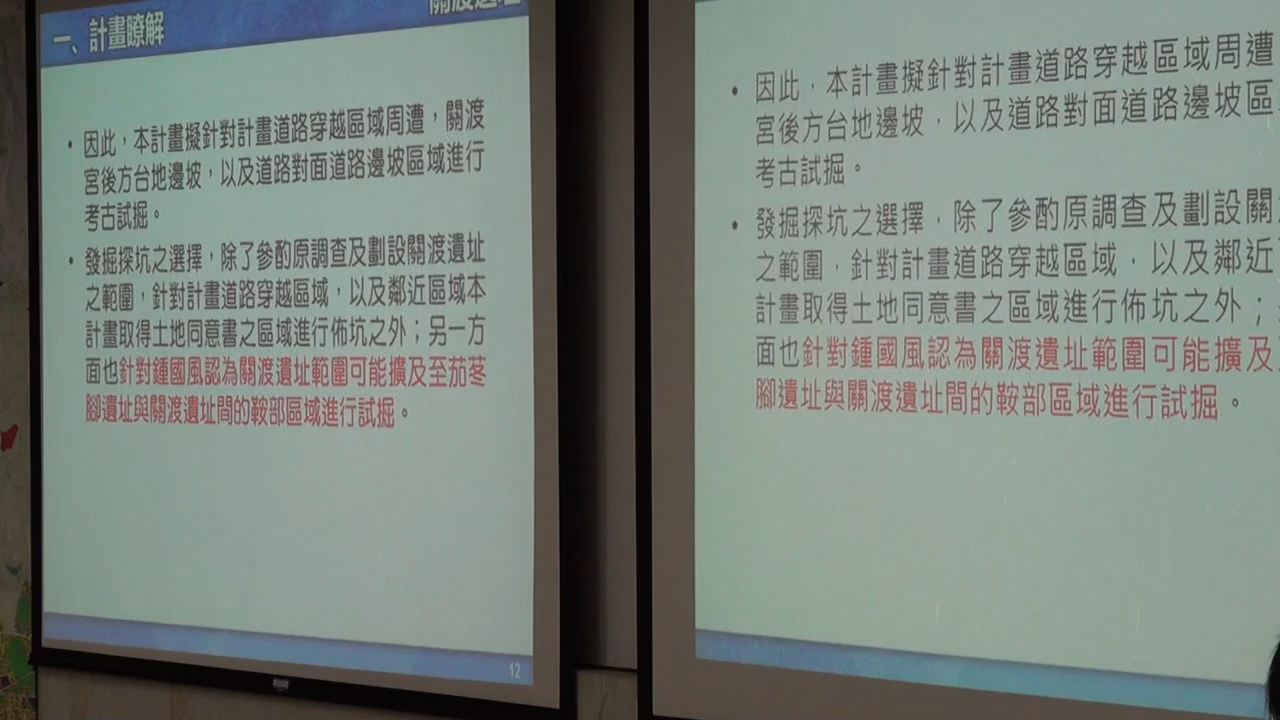 一、計畫瞭解
關渡遺址
• 因此，本計畫擬針對計畫道路穿越區域周遭，關渡
宮後方台地邊坡，以及道路對面道路邊坡區域進行
考古試掘。
• 發掘探坑之選擇，除了參酌原調查及劃設關渡遺址
之範圍，針對計畫道路穿越區域，以及鄰近區域本
計畫取得土地同意書之區域進行佈坑之外；另一方
面也針對鍾國風認為關渡遺址範圍可能擴及至茄苳
腳遺址與關渡遺址間的鞍部區域進行試掘。
12
• 因此，本計畫擬針對計畫道路穿越區域周遭
宮後方台地邊坡，以及道路對面道路邊坡區
考古試掘。
• 發掘探坑之選擇，除了參酌原調查及劃設關
之範圍，針對計畫道路穿越區域，以及鄰近
計畫取得土地同意書之區域進行佈坑之外；
面也針對鍾國風認為關渡遺址範圍可能擴及
腳遺址與關渡遺址間的鞍部區域進行試掘。